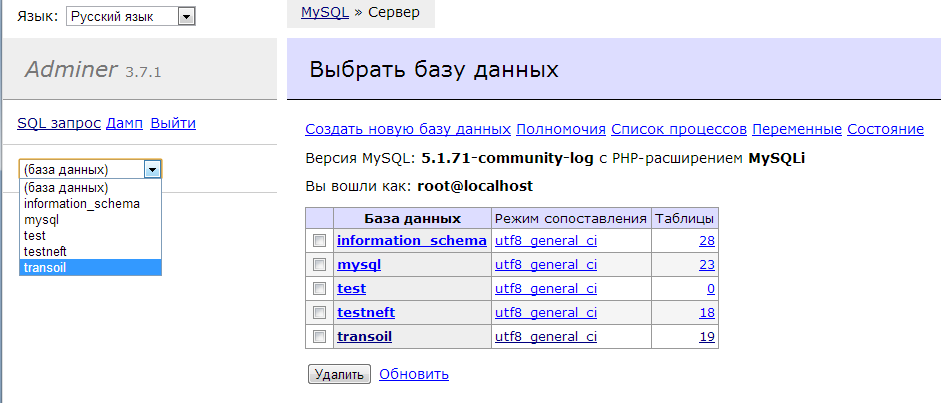 Язык: Русский язык
MySQL » Сервер
Adminer 3.7.1
Выбрать базу данных
SQL запрос Дамп Выйти
(база данных)
(база данных)
information_schema
mysql
test
testneft
transoil
Создать новую базу данных Полномочия Список процессов Переменные Состояние
Версия MySQL: 5.1.71-community-log с PHP-расширением MySQLi
Вы вошли как: root@localhost
База данных Режим сопоставления Таблицы
information_schema utf8_general_ci 28
mysql utf8_general_ci 23
test utf8_general_ci 0
testneft utf8_general_ci 18
transoil utf8_general_ci 19
Удалить Обновить